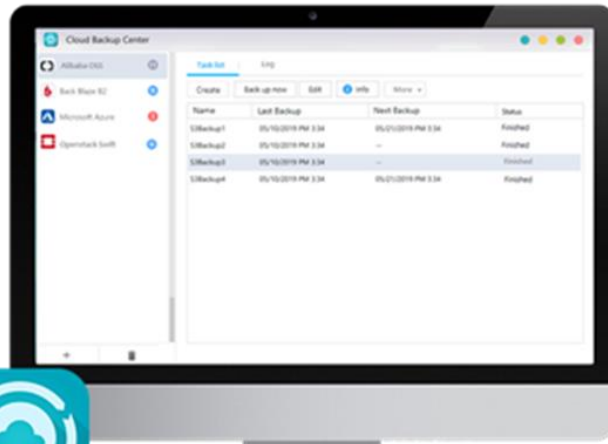 Cloud Backup Center
Alibaba OSS
Back Blaze B2
Microsoft Azure
Openstack Swift
Task list Log
Create Back up now Edit Info More
Name Last Backup Next Backup Status
S3Backup1 05/10/2019 PM 3:34 05/21/2019 PM 3:34 Finished
S3Backup2 05/10/2019 PM 3:34 -- Finished
S3Backup3 05/10/2019 PM 3:34 -- Finished
S3Backup4 05/10/2019 PM 3:34 05/21/2019 PM 3:34 Finished